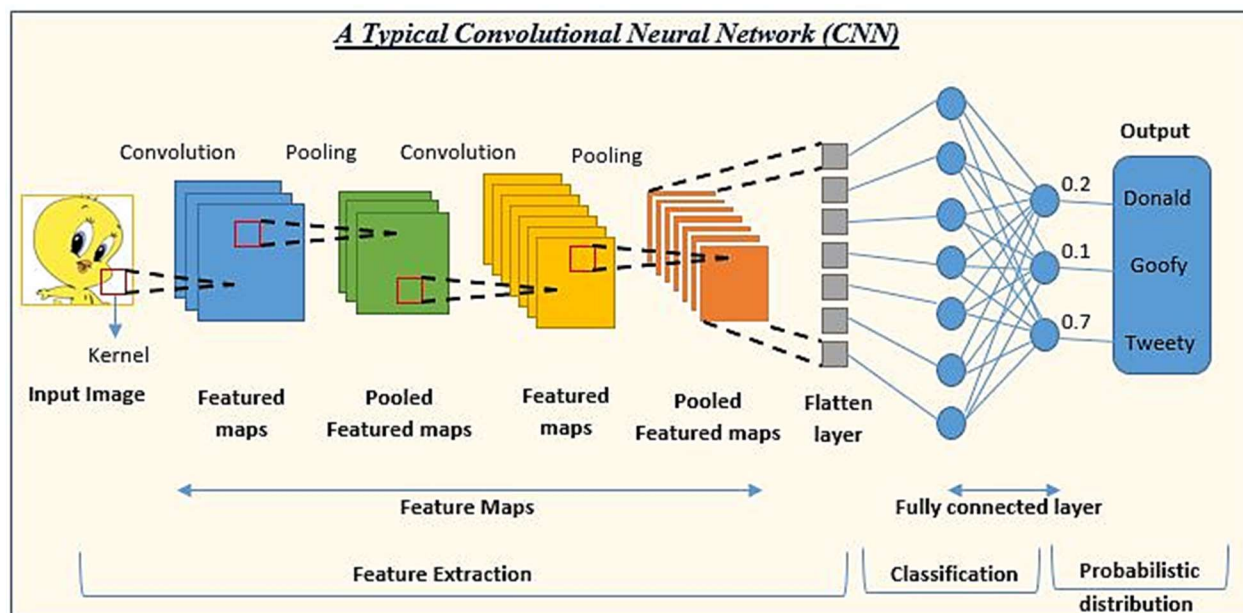 A Typical Convolutional Neural Network (CNN)
Convolution
Pooling
Convolution
Pooling
Kernel
Input Image
Featured
maps
Pooled
Featured maps
Featured
maps
Pooled
Featured maps
Flatten
layer
0.2
0.1
0.7
Output
Donald
Goofy
Tweety
Feature Maps
Fully connected layer
Feature Extraction
Classification
Probabilistic
distribution